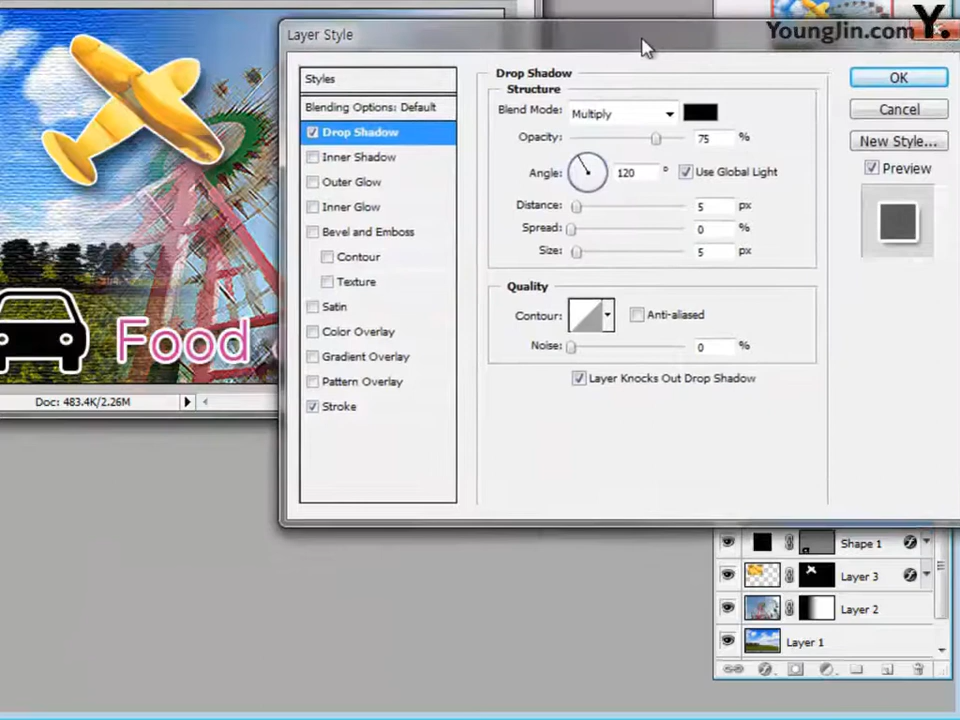 YoungJin.com Y.
Layer Style
Styles
Blending Options: Default
Drop Shadow
Inner Shadow
Outer Glow
Inner Glow
Bevel and Emboss
Contour
Texture
Satin
Color Overlay
Gradient Overlay
Pattern Overlay
Stroke
Drop Shadow
Structure
Blend Mode: Multiply
Opacity: 75 %
Angle: 120 ° Use Global Light
Distance: 5 px
Spread: 0 %
Size: 5 px
Quality
Contour: Anti-aliased
Noise: 0 %
Layer Knocks Out Drop Shadow
OK
Cancel
New Style...
Preview
Food
Doc: 483.4K/2.26M
Shape 1
Layer 3
Layer 2
Layer 1